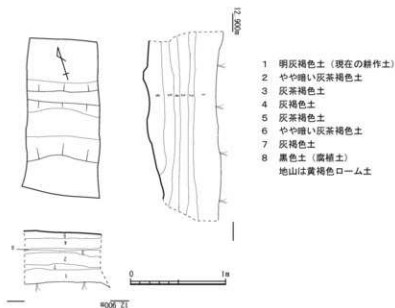 12.900m
1 明灰褐色土（現在の耕作土）
2 やや暗い灰茶褐色土
3 灰茶褐色土
4 灰褐色土
5 灰茶褐色土
6 やや暗い灰茶褐色土
7 灰褐色土
8 黒色土（腐植土）
地山は黄褐色ローム土
0 1m
12.900m